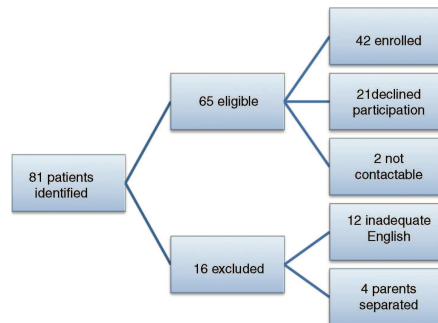 42 enrolled
65 eligible
21declined
participation
2 not
contactable
81 patients
identified
12 inadequate
English
16 excluded
4 parents
separated